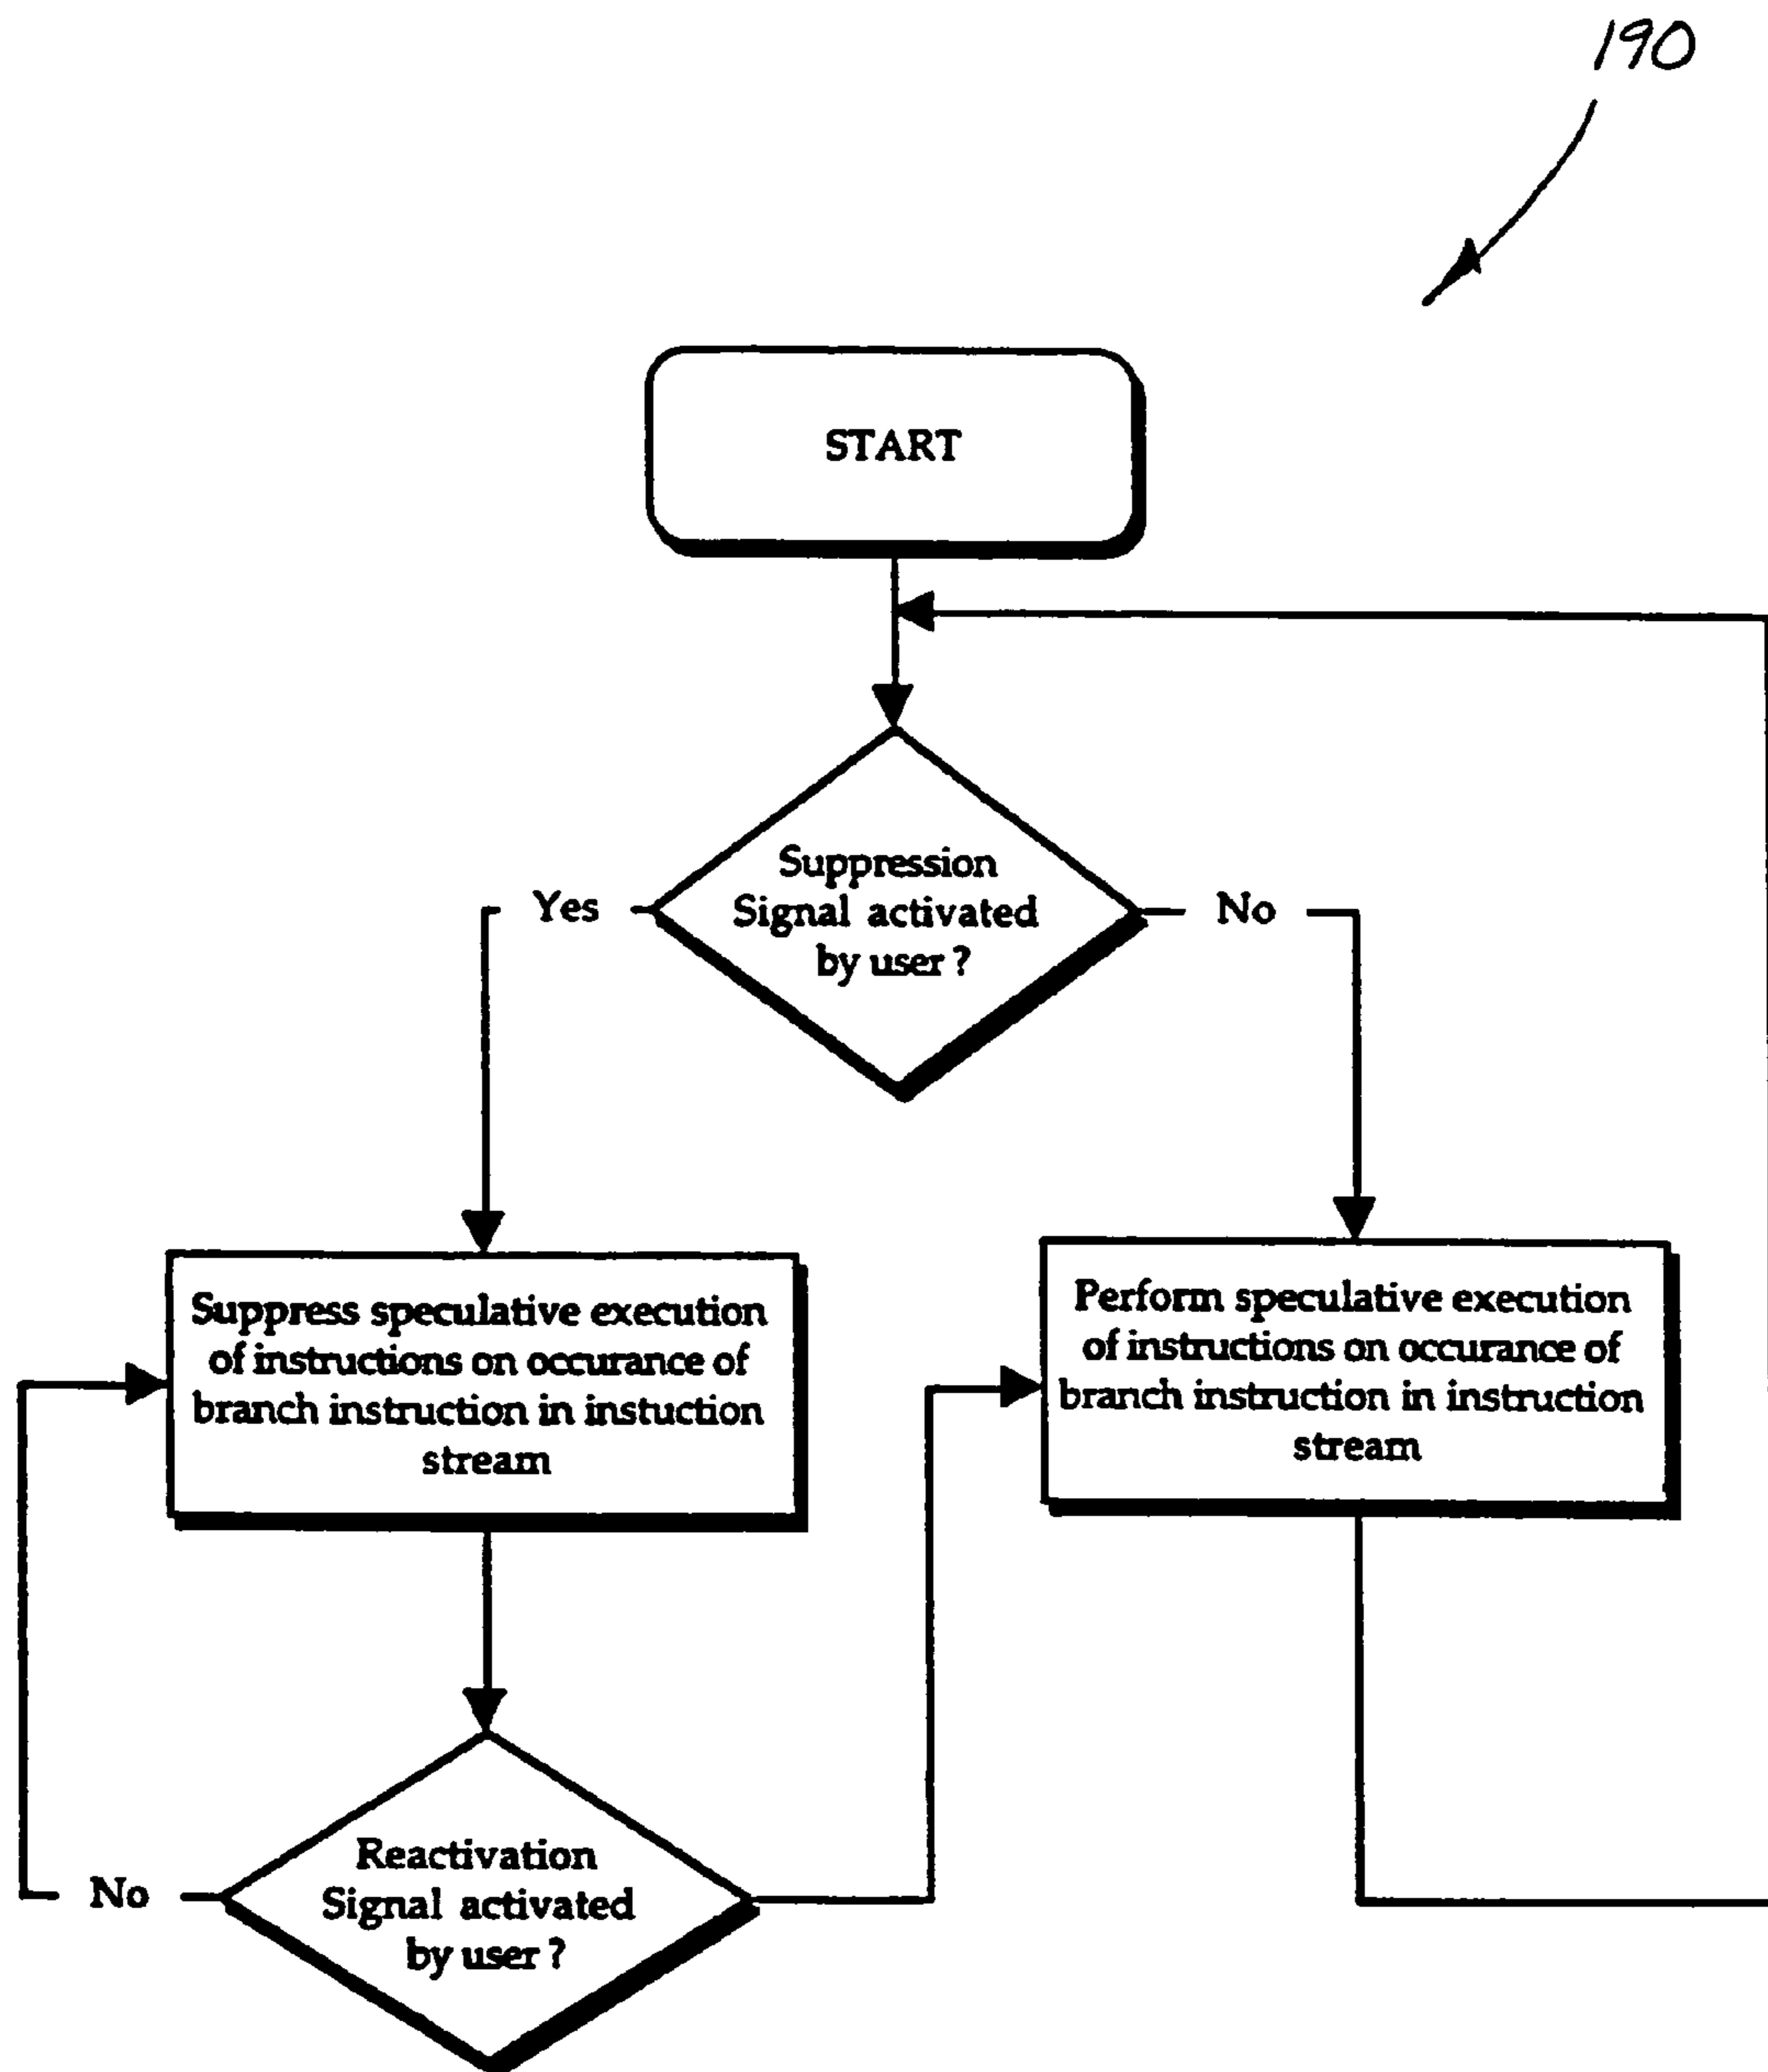 190
START
Suppression
Signal activated
by user ?
Yes
No
Suppress speculative execution
of instructions on occurance of
branch instruction in instuction
stream
Perform speculative execution
of instructions on occurance of
branch instruction in instruction
stream
Reactivation
Signal activated
by user ?
No